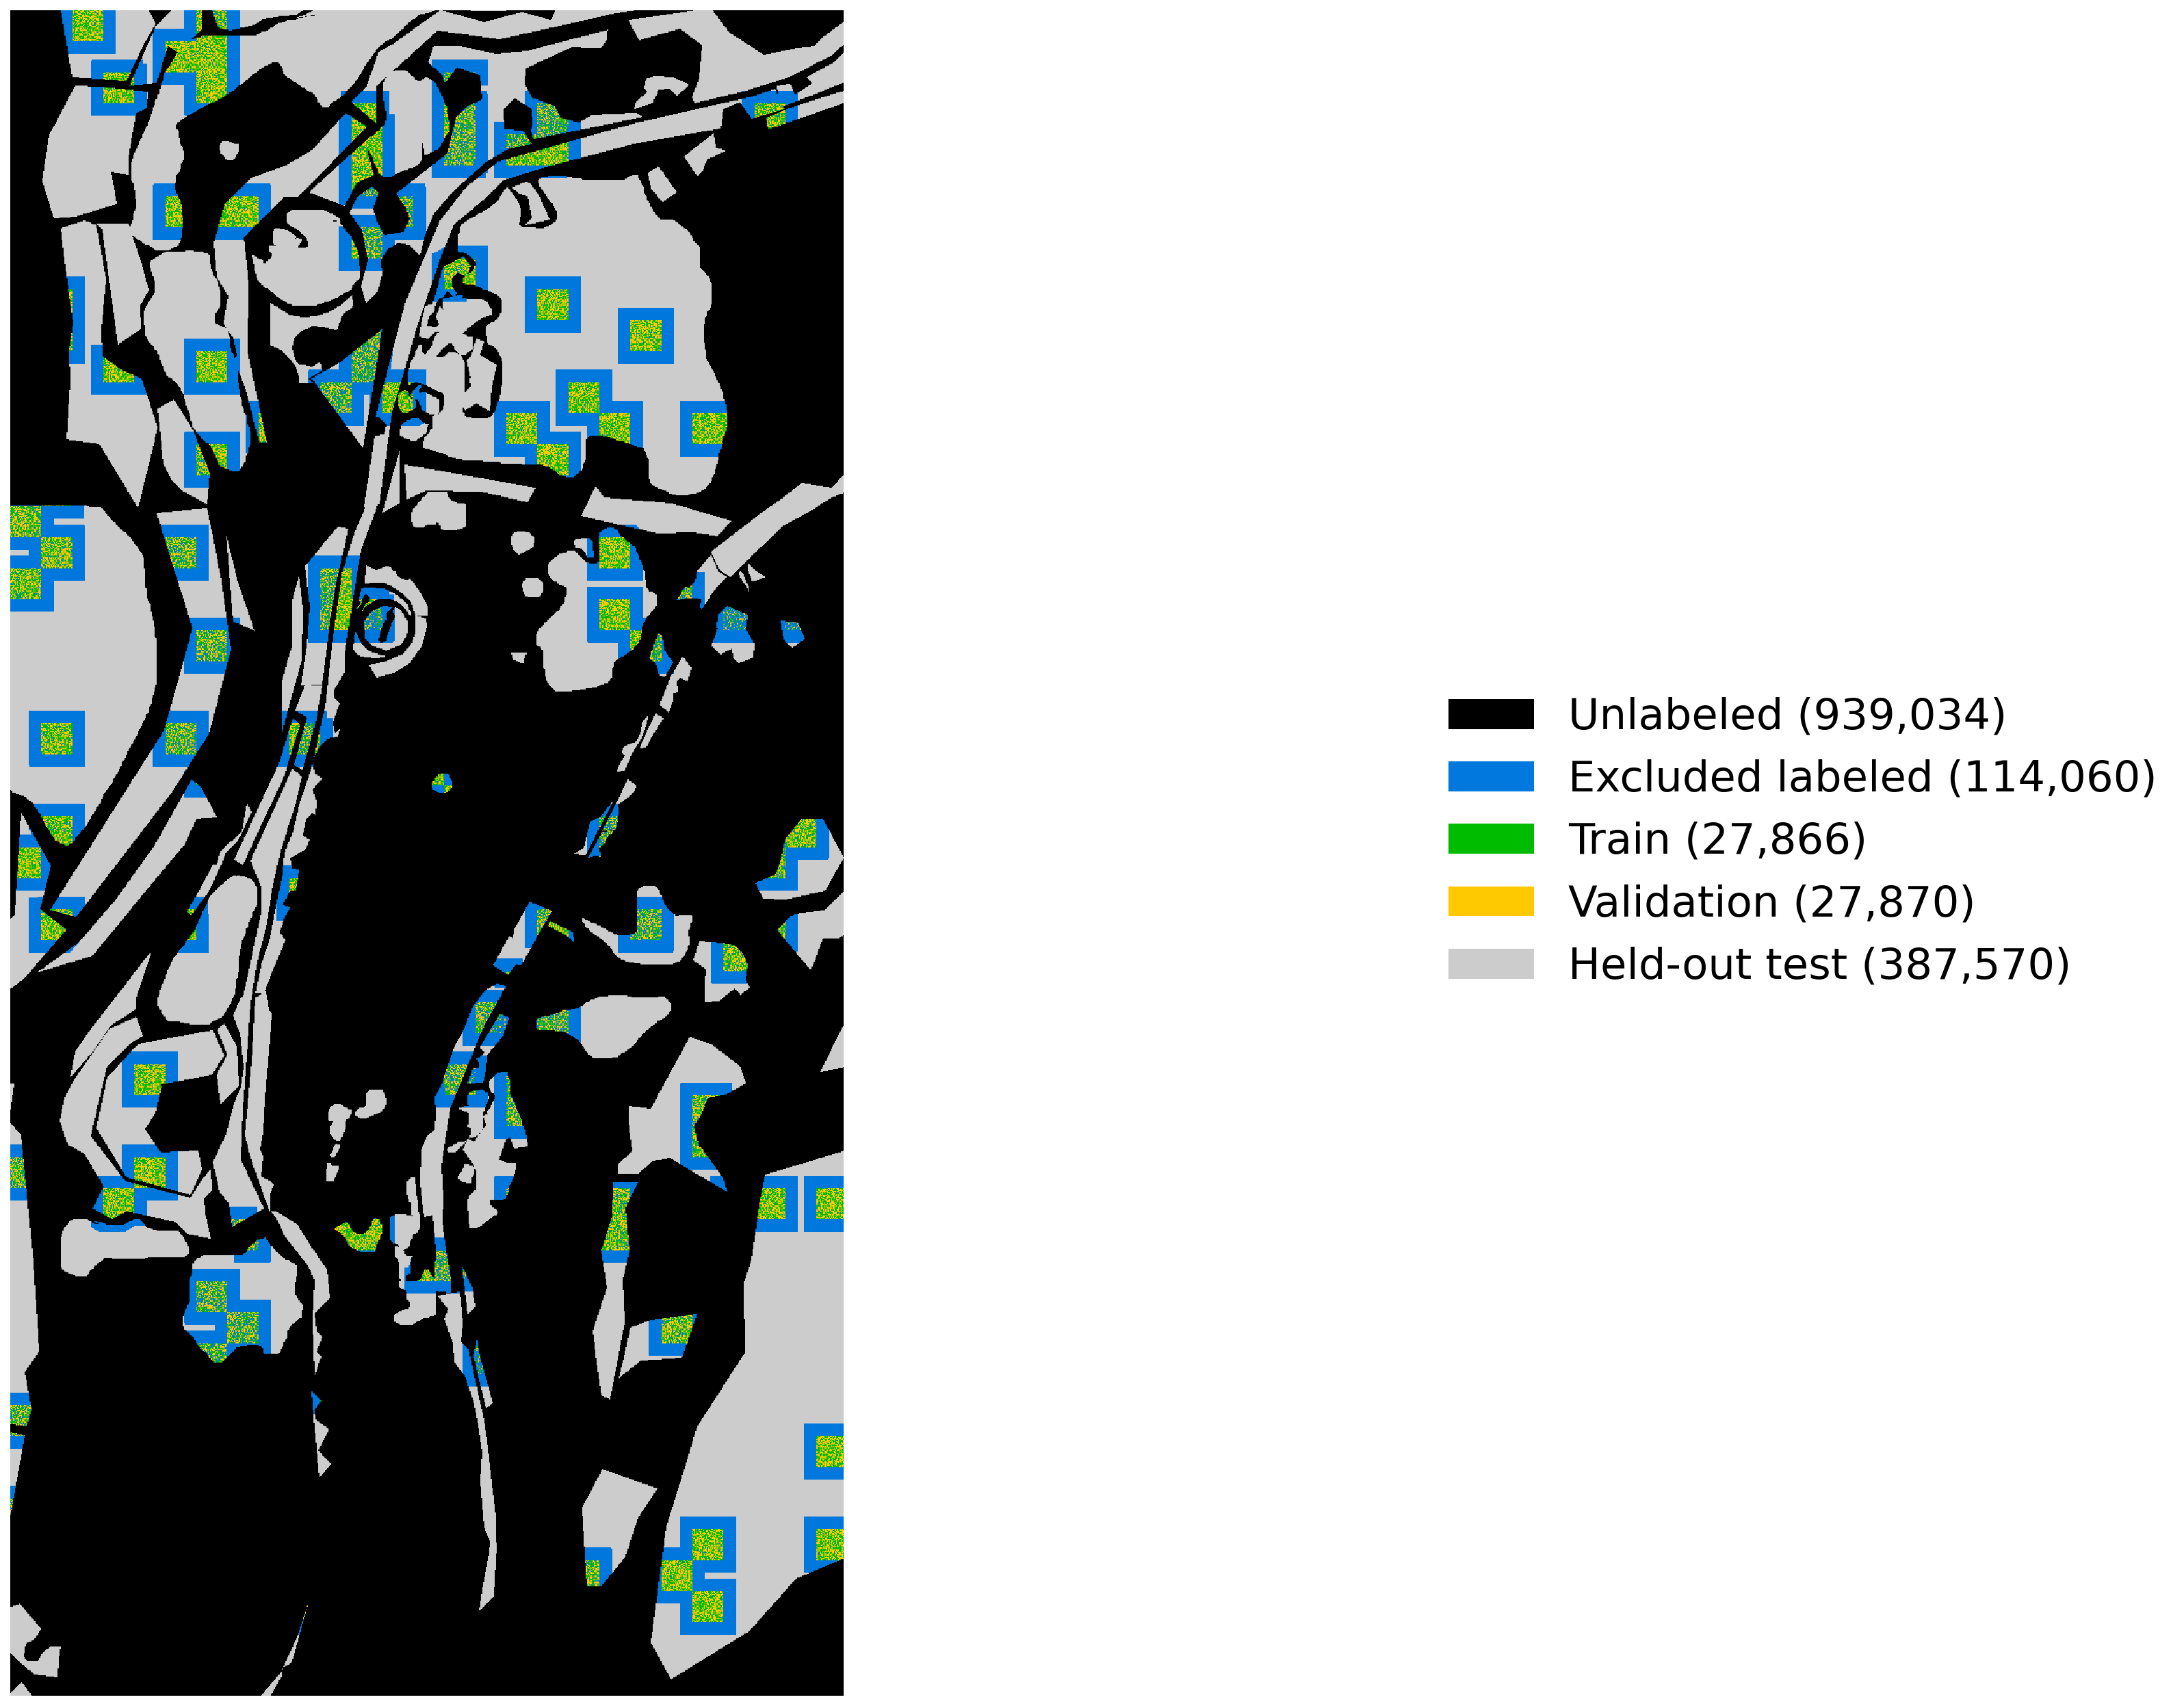 Unlabeled (939,034)
Excluded labeled (114,060)
Train (27,866)
Validation (27,870)
Held-out test (387,570)